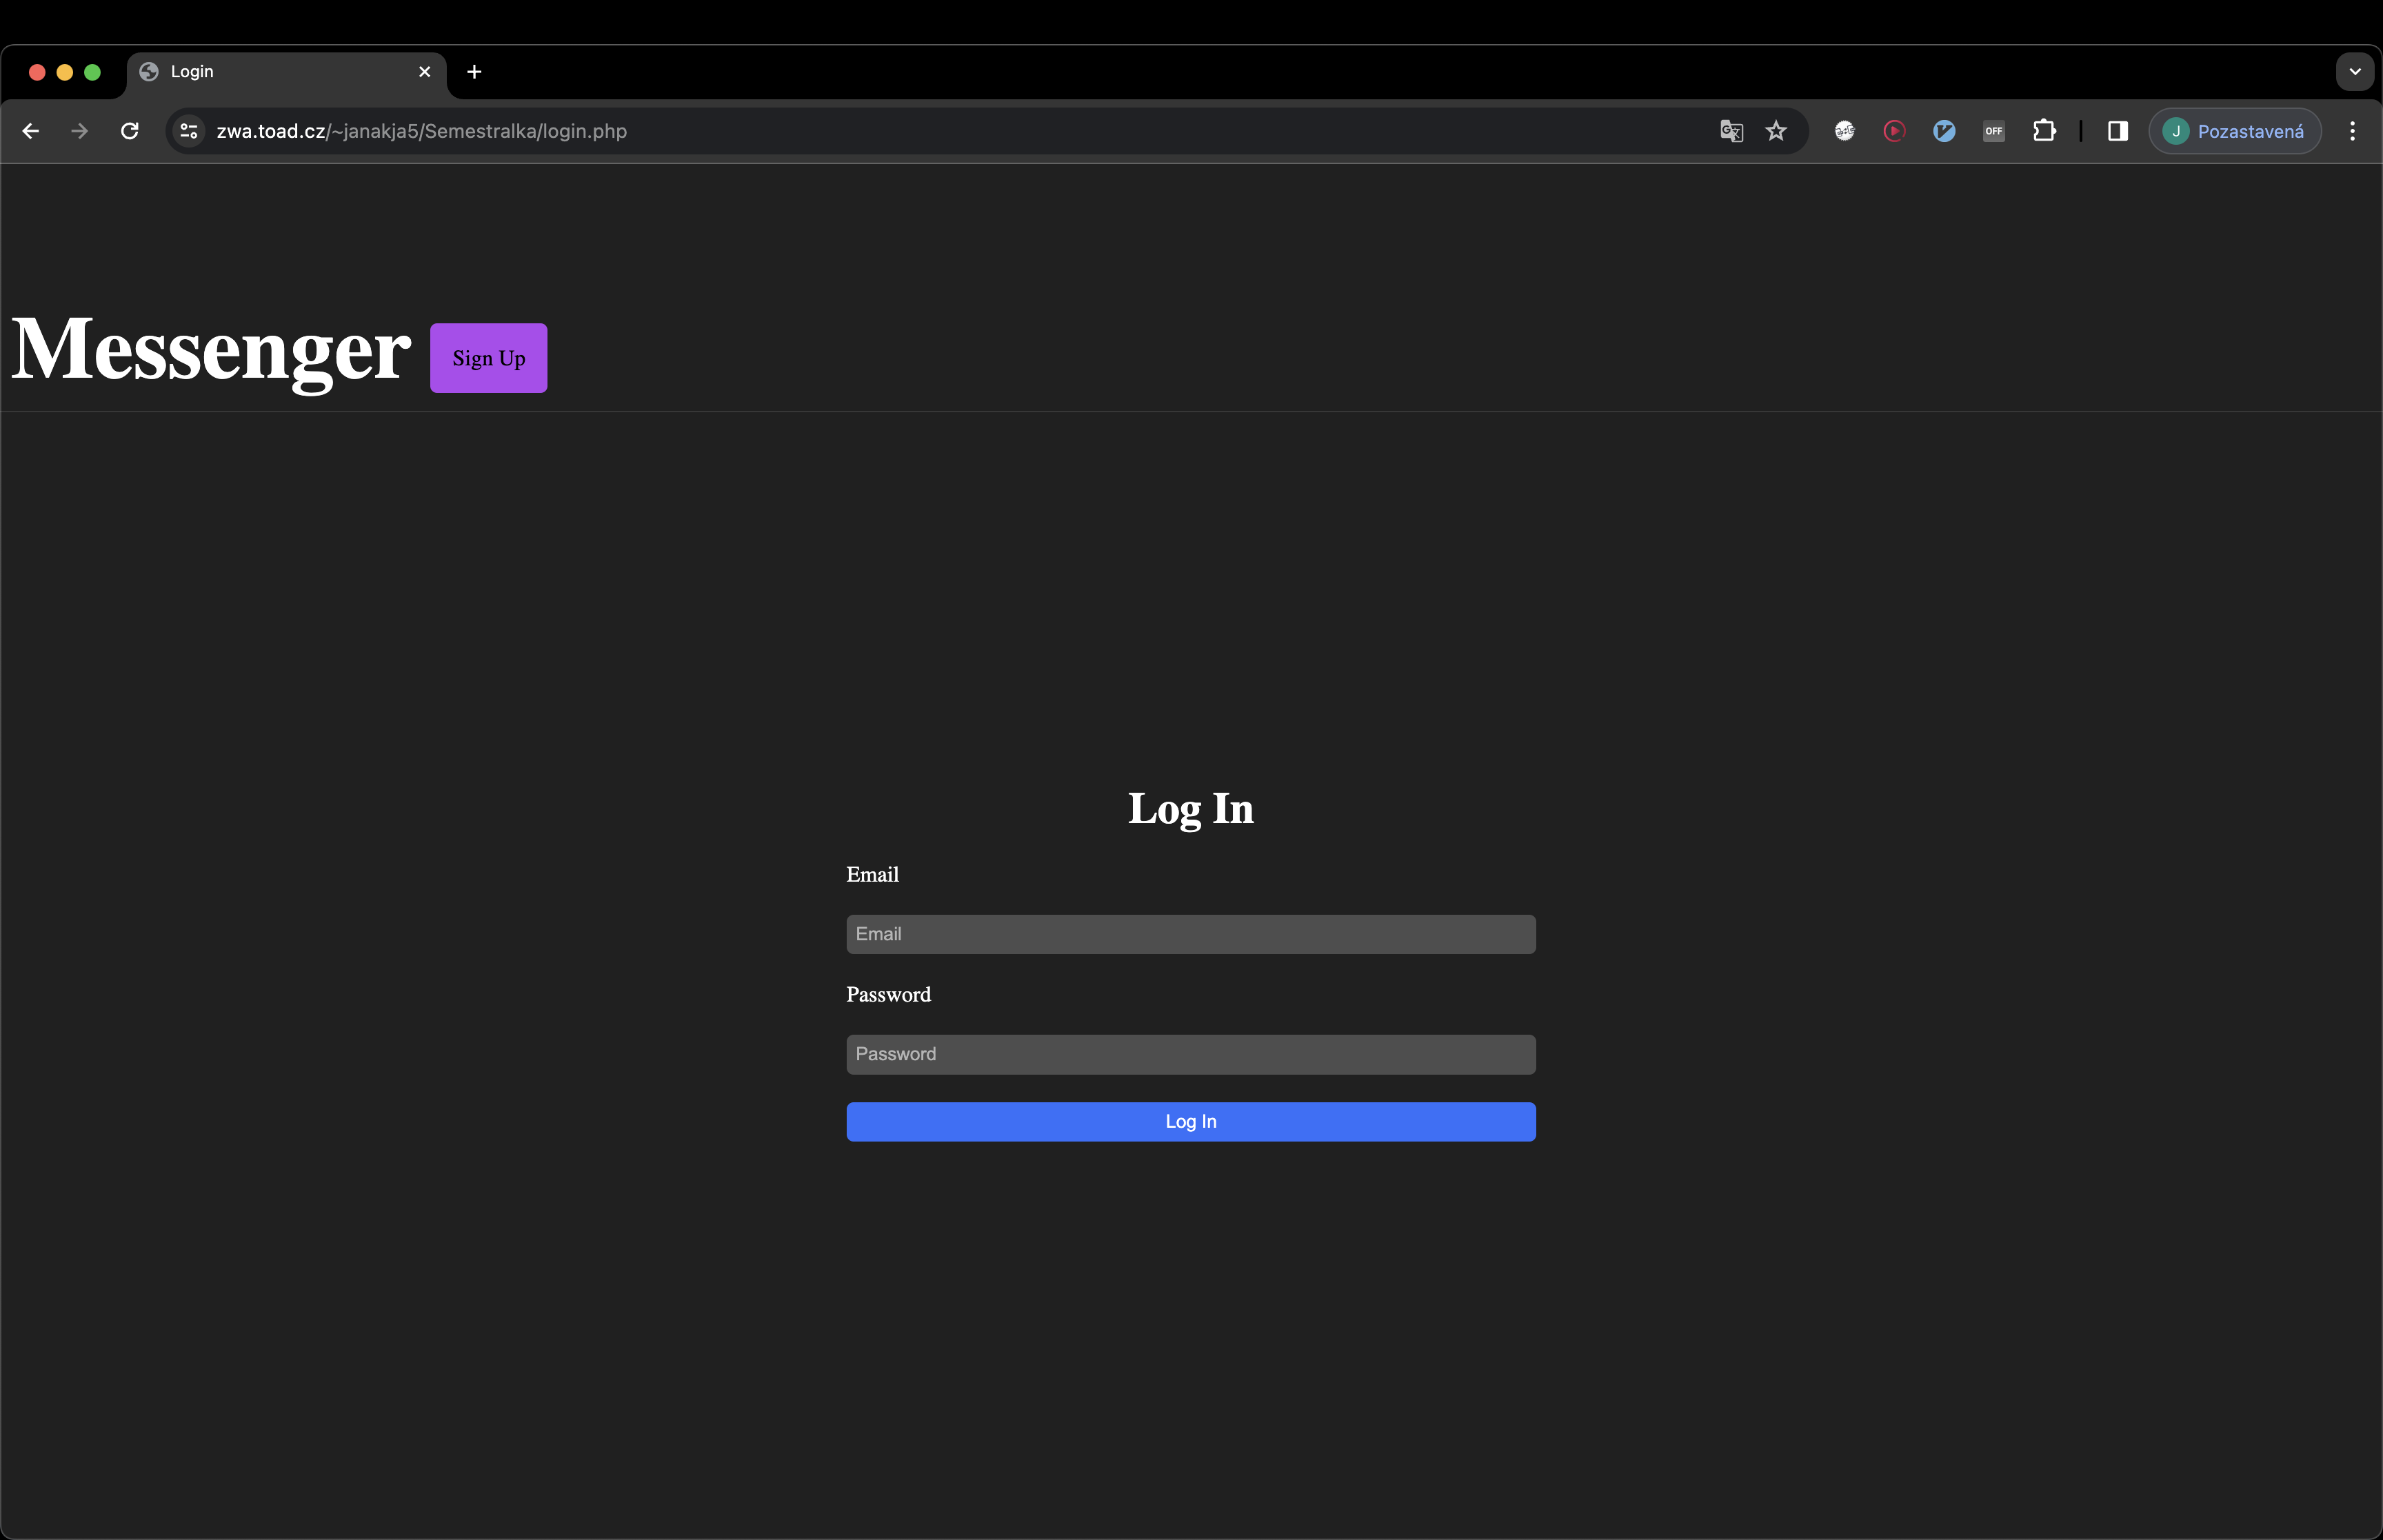 Login
zwa.toad.cz/~janakja5/Semestralka/login.php
OFF
J Pozastavená
Messenger Sign Up
Log In
Email
Email
Password
Password
Log In